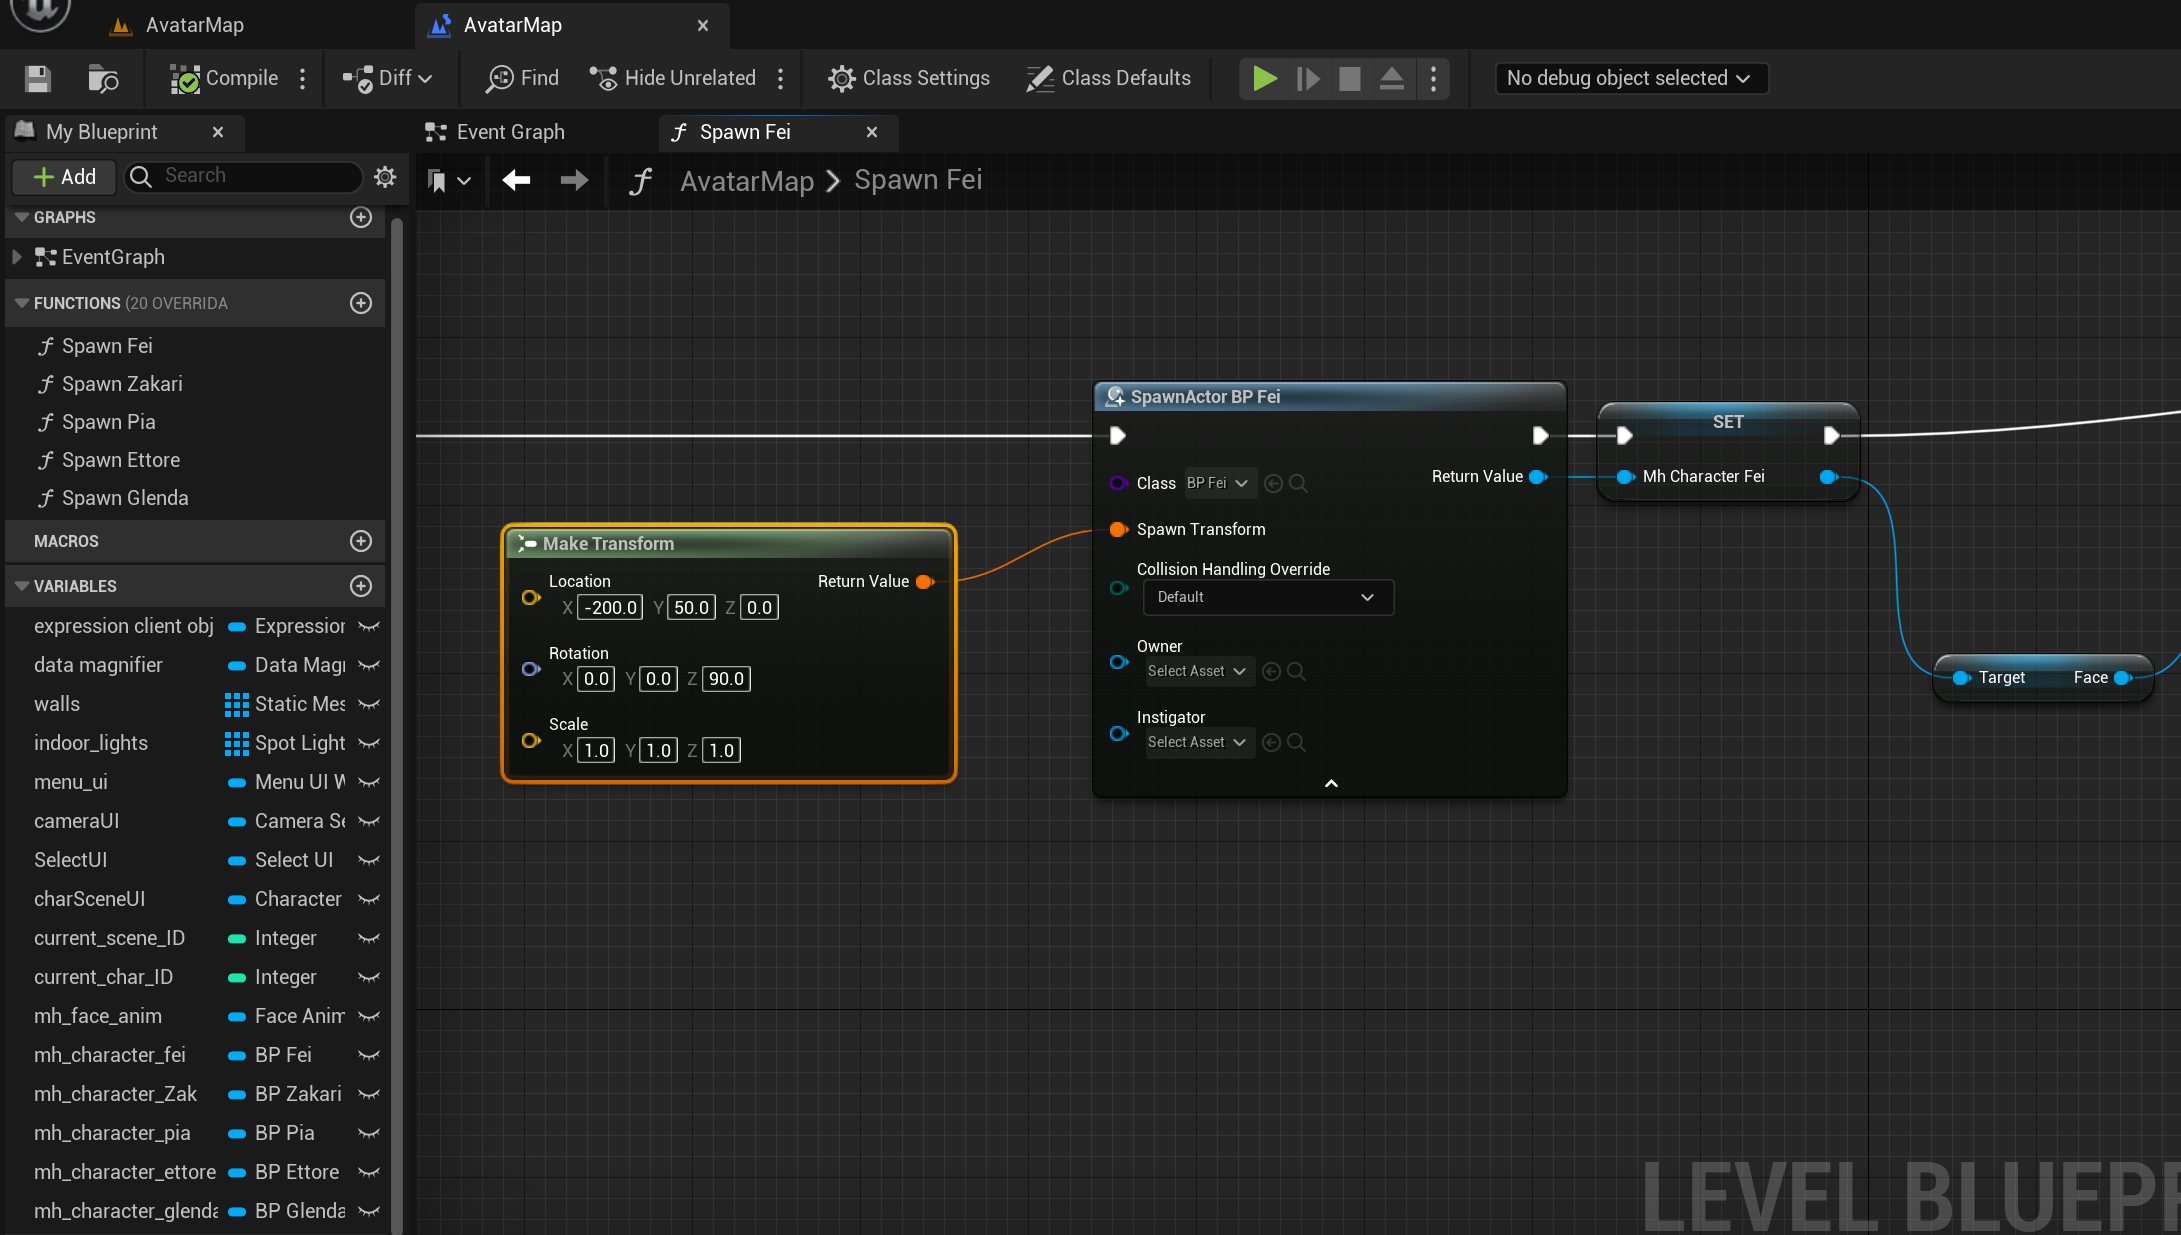 AvatarMap
AvatarMap
Compile
Diff
Find
Hide Unrelated
Class Settings
Class Defaults
No debug object selected
My Blueprint
Event Graph
Spawn Fei
Add
Search
AvatarMap > Spawn Fei
GRAPHS
EventGraph
FUNCTIONS (20 OVERRIDA
Spawn Fei
Spawn Zakari
Spawn Pia
Spawn Ettore
Spawn Glenda
MACROS
VARIABLES
expression client obj Expression
data magnifier Data Magn
walls Static Mes
indoor_lights Spot Light
menu_ui Menu UI W
cameraUI Camera Se
SelectUI Select UI
charSceneUI Character
current_scene_ID Integer
current_char_ID Integer
mh_face_anim Face Anim
mh_character_fei BP Fei
mh_character_Zak BP Zakari
mh_character_pia BP Pia
mh_character_ettore BP Ettore
mh_character_glenda BP Glenda
Make Transform
Location
Return Value
X -200.0 Y 50.0 Z 0.0
Rotation
X 0.0 Y 0.0 Z 90.0
Scale
X 1.0 Y 1.0 Z 1.0
SpawnActor BP Fei
Class BP Fei
Return Value
Spawn Transform
Collision Handling Override
Default
Owner
Select Asset
Instigator
Select Asset
SET
Mh Character Fei
Target Face
LEVEL BLUEPR